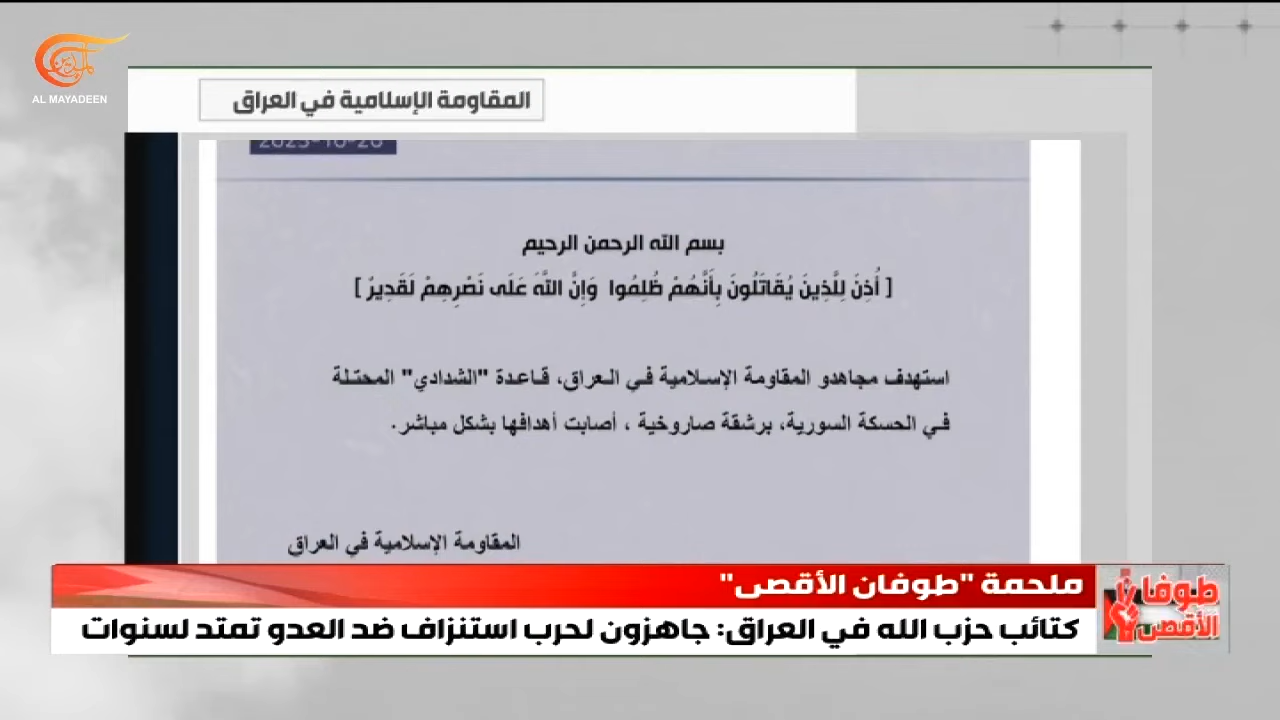 AL MAYADEEN
المقاومة الإسلامية في العراق
بسم الله الرحمن الرحيم
[ أُذِنَ لِلَّذِينَ يُقَاتَلُونَ بِأَنَّهُمْ ظُلِمُوا وَإِنَّ اللَّهَ عَلَى نَصْرِهِمْ لَقَدِيرٌ ]
استهدف مجاهدو المقاومة الإسلامية في العراق، قاعدة "الشدادي" المحتلة
في الحسكة السورية، برشقة صاروخية ، أصابت أهدافها بشكل مباشر.
المقاومة الإسلامية في العراق
ملحمة "طوفان الأقصى"
كتائب حزب الله في العراق: جاهزون لحرب استنزاف ضد العدو تمتد لسنوات
طوفان
الأقصى